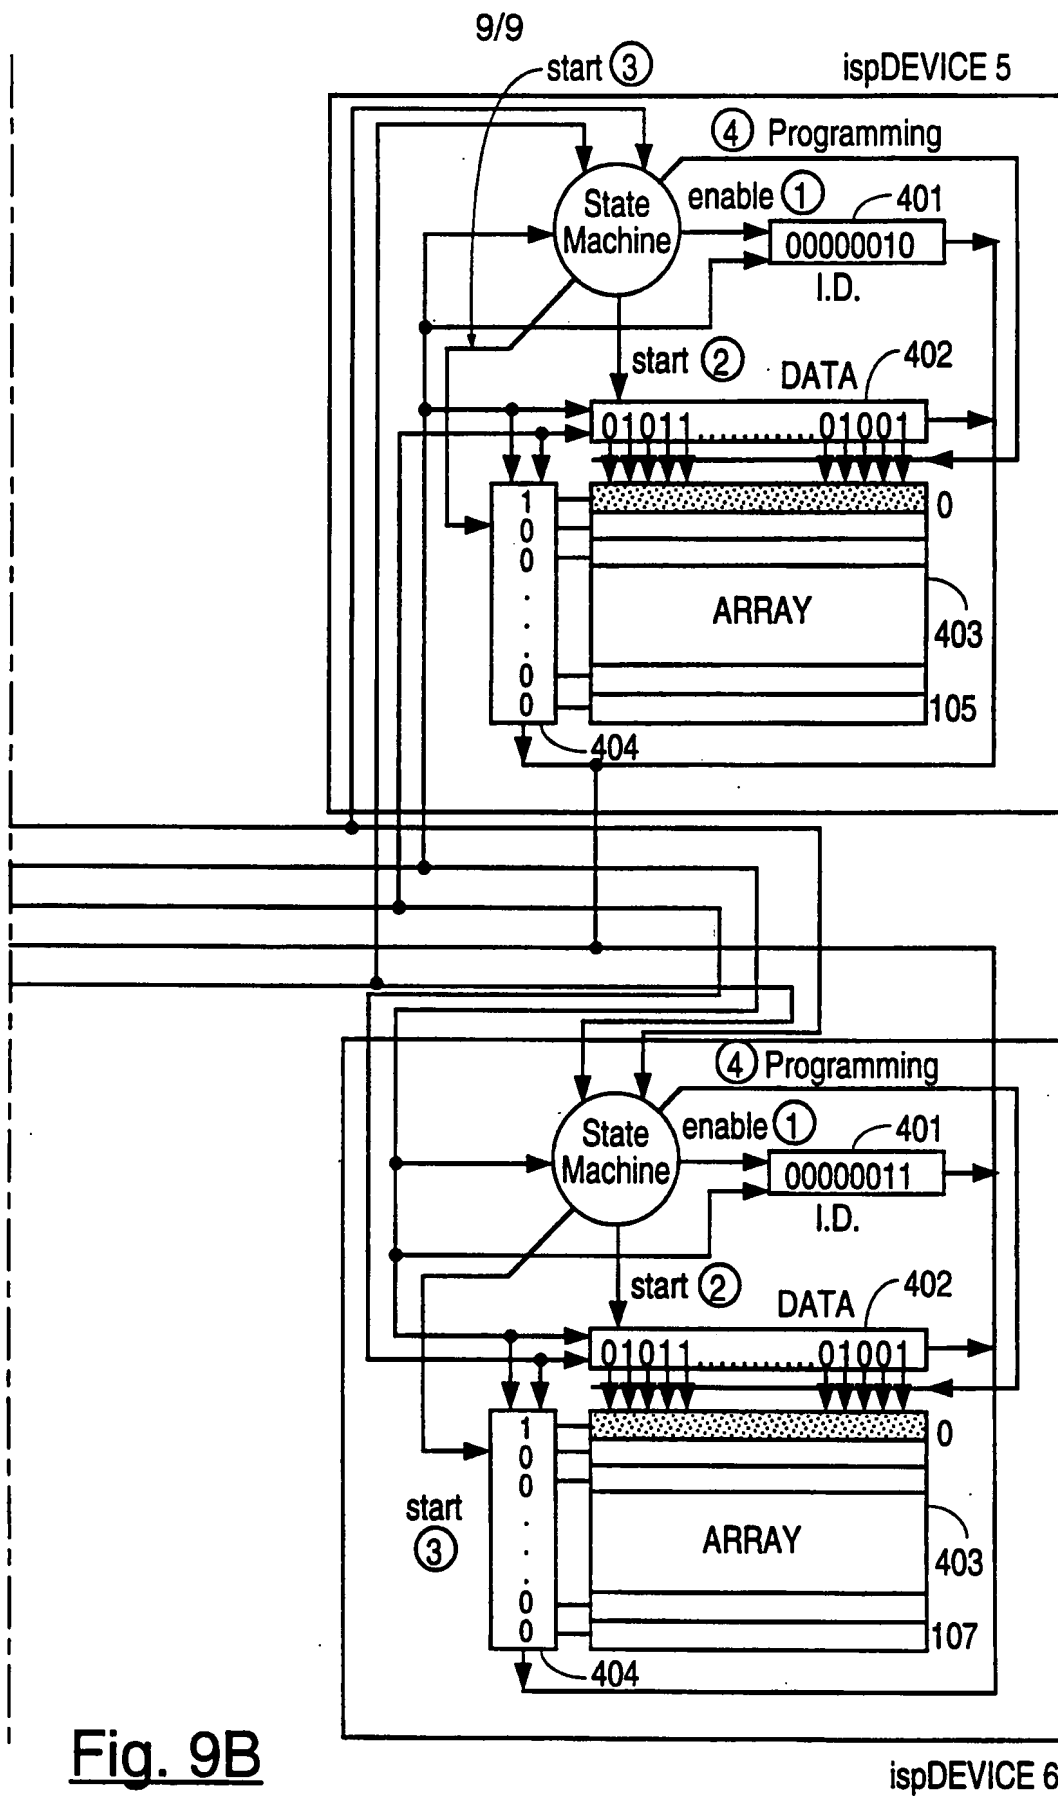 9/9
start ③
ispDEVICE 5
④ Programming
State
Machine
enable ①
401
00000010
I.D.
start ②
DATA
402
01011..............01001
1
0
0
.
.
.
0
0
0
ARRAY
403
105
404
④ Programming
State
Machine
enable ①
401
00000011
I.D.
start ②
DATA
402
01011..............01001
1
0
0
.
.
.
0
0
0
start
③
ARRAY
403
107
404
Fig. 9B
ispDEVICE 6